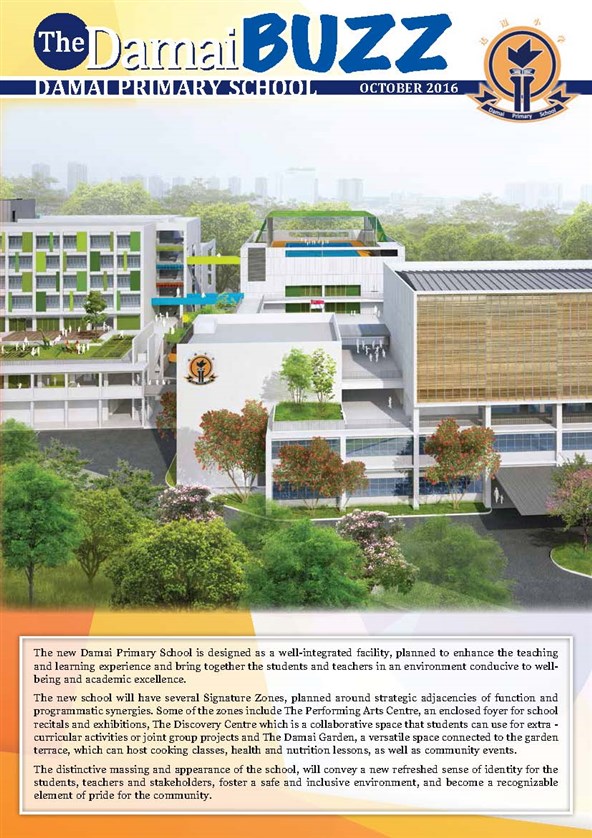 The Damai BUZZ
DAMAI PRIMARY SCHOOL OCTOBER 2016
Damai Primary School
The new Damai Primary School is designed as a well-integrated facility, planned to enhance the teaching
and learning experience and bring together the students and teachers in an environment conducive to well-
being and academic excellence.
The new school will have several Signature Zones, planned around strategic adjacencies of function and
programmatic synergies. Some of the zones include The Performing Arts Centre, an enclosed foyer for school
recitals and exhibitions, The Discovery Centre which is a collaborative space that students can use for extra -
curricular activities or joint group projects and The Damai Garden, a versatile space connected to the garden
terrace, which can host cooking classes, health and nutrition lessons, as well as community events.
The distinctive massing and appearance of the school, will convey a new refreshed sense of identity for the
students, teachers and stakeholders, foster a safe and inclusive environment, and become a recognizable
element of pride for the community.